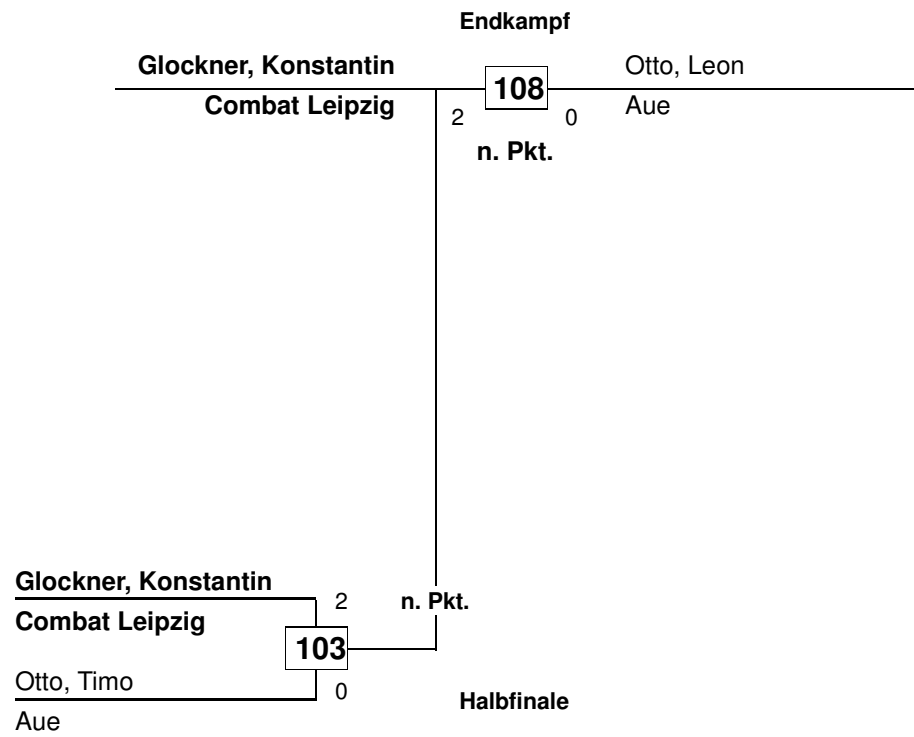 Endkampf
Glockner, Konstantin
Combat Leipzig
2
108
0
n. Pkt.
Otto, Leon
Aue
Glockner, Konstantin
Combat Leipzig
2
n. Pkt.
103
Otto, Timo
Aue
0
Halbfinale